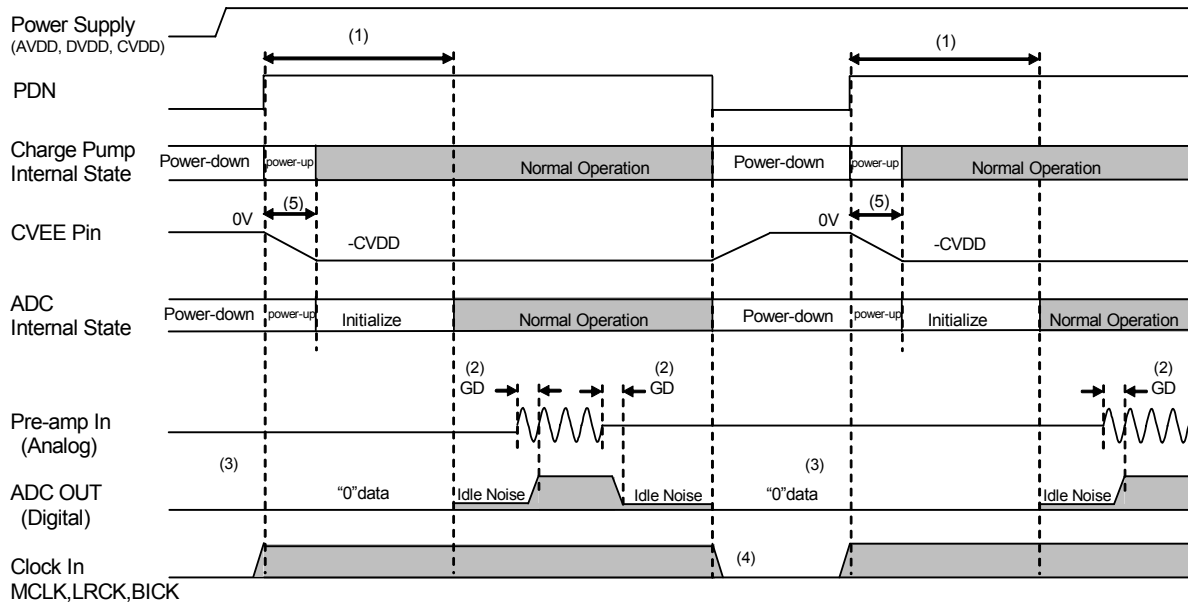 Power Supply
(AVDD, DVDD, CVDD)
(1)
(1)
PDN
Charge Pump
Internal State
Power-down
power-up
Normal Operation
Power-down
power-up
Normal Operation
(5)
(5)
0V
0V
CVEE Pin
-CVDD
-CVDD
ADC
Internal State
Power-down
power-up
Initialize
Normal Operation
Power-down
power-up
Initialize
Normal Operation
(2)
GD
(2)
GD
(2)
GD
Pre-amp In
(Analog)
(3)
(3)
ADC OUT
(Digital)
“0”data
Idle Noise
Idle Noise
“0”data
Idle Noise
(4)
Clock In
MCLK,LRCK,BICK